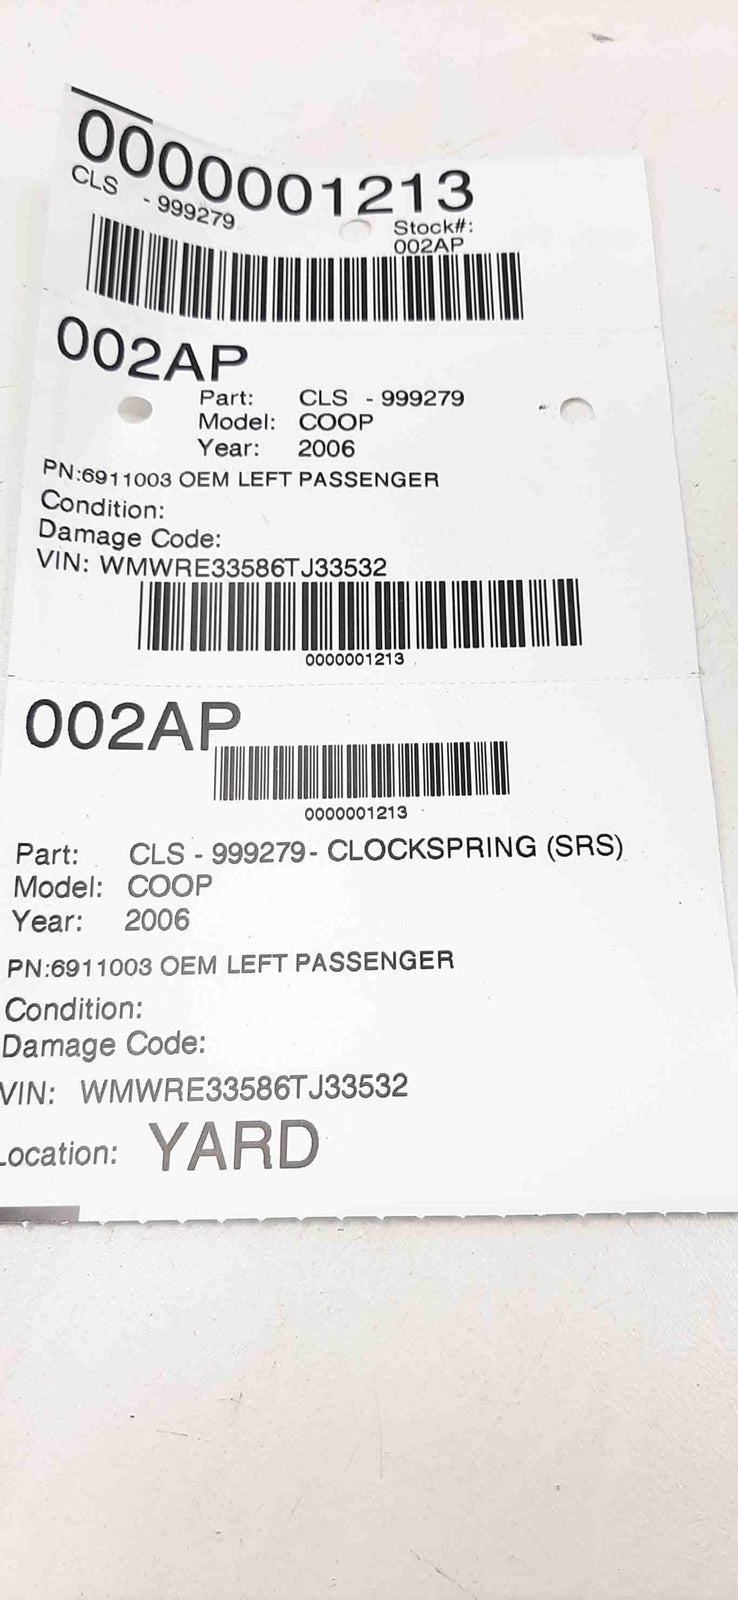 0000001213
CLS - 999279
Stock#:
002AP
002AP
Part: CLS - 999279
Model: COOP
Year: 2006
PN:6911003 OEM LEFT PASSENGER
Condition:
Damage Code:
VIN: WMWRE33586TJ33532
0000001213
002AP
0000001213
Part: CLS - 999279- CLOCKSPRING (SRS)
Model: COOP
Year: 2006
PN:6911003 OEM LEFT PASSENGER
Condition:
Damage Code:
VIN: WMWRE33586TJ33532
Location: YARD